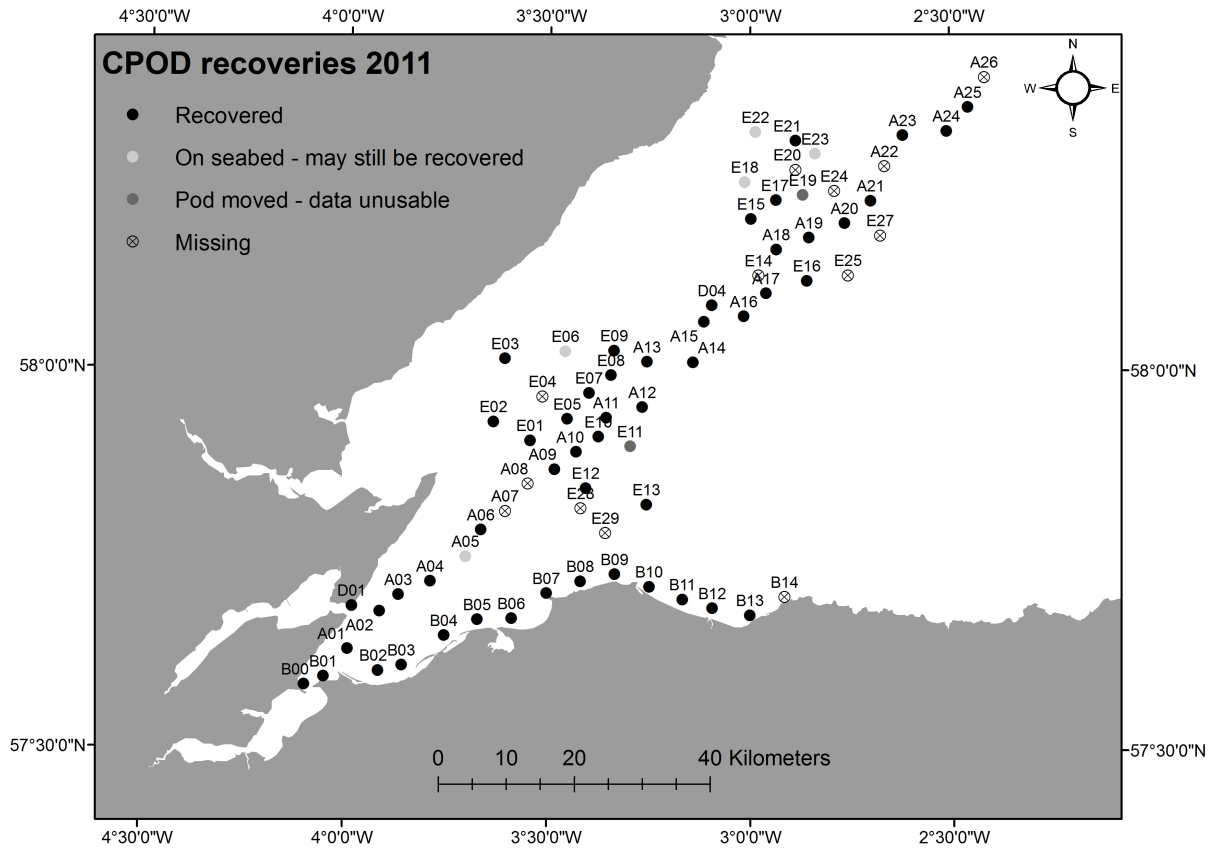 4°30'0"W 4°0'0"W 3°30'0"W 3°0'0"W 2°30'0"W
CPOD recoveries 2011
Recovered
On seabed - may still be recovered
Pod moved - data unusable
Missing
N
W E
S
A26
A25
A24
A23
E22
E21
E23
E20
A22
E18
E24
E19
E17
A21
E15
A20
E27
A19
A18
E14
E16
E25
A17
D04
A16
A15
A14
58°0'0"N
58°0'0"N
E03
E06
E09
A13
E08
E04
E07
A12
E02
E05
A11
E01
E10
E11
A10
A09
A08
E12
E28
E13
A07
E29
A06
A05
A04
A03
D01
A02
A01
B09
B08
B07
B10
B11
B12
B13
B14
B06
B05
B04
B03
B02
B01
B00
57°30'0"N
57°30'0"N
0 10 20 40 Kilometers
4°30'0"W 4°0'0"W 3°30'0"W 3°0'0"W 2°30'0"W